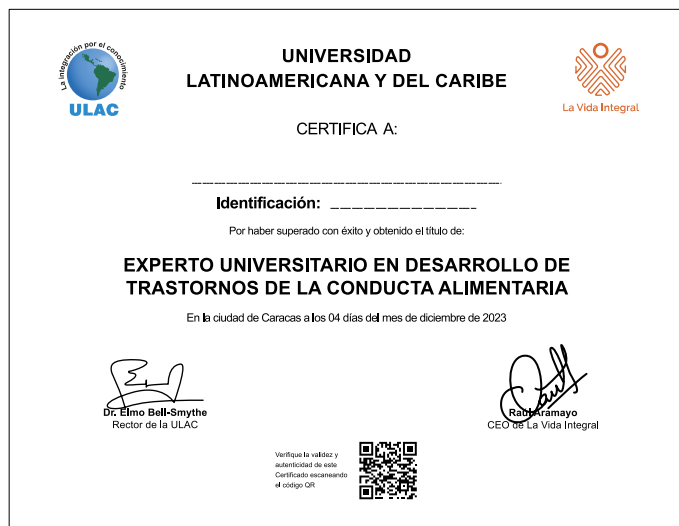 La integración por el conocimiento
ULAC
UNIVERSIDAD
LATINOAMERICANA Y DEL CARIBE
La Vida Integral
CERTIFICA A:
Identificación:
Por haber superado con éxito y obtenido el título de:
EXPERTO UNIVERSITARIO EN DESARROLLO DE
TRASTORNOS DE LA CONDUCTA ALIMENTARIA
En la ciudad de Caracas a los 04 días del mes de diciembre de 2023
Dr. Elmo Bell-Smythe
Rector de la ULAC
Raúl Aramayo
CEO de La Vida Integral
Verifique la validez y
autenticidad de este
Certificado escaneando
el código QR